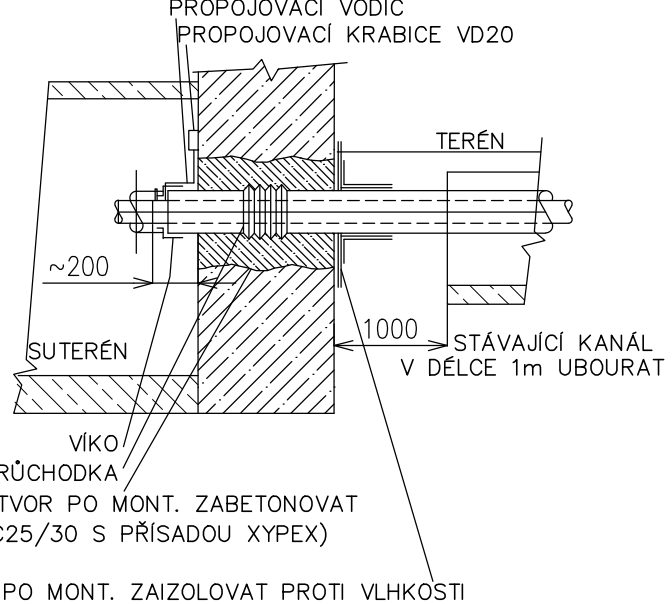 PROPOJOVACÍ VODIČ
PROPOJOVACÍ KRABICE VD20
TERÉN
~200
1000
SUTERÉN
STÁVAJÍCÍ KANÁL
V DÉLCE 1m UBOURAT
VÍKO
RŮCHODKA
TVOR PO MONT. ZABETONOVAT
C25/30 S PŘÍSADOU XYPEX)
PO MONT. ZAIZOLOVAT PROTI VLHKOSTI